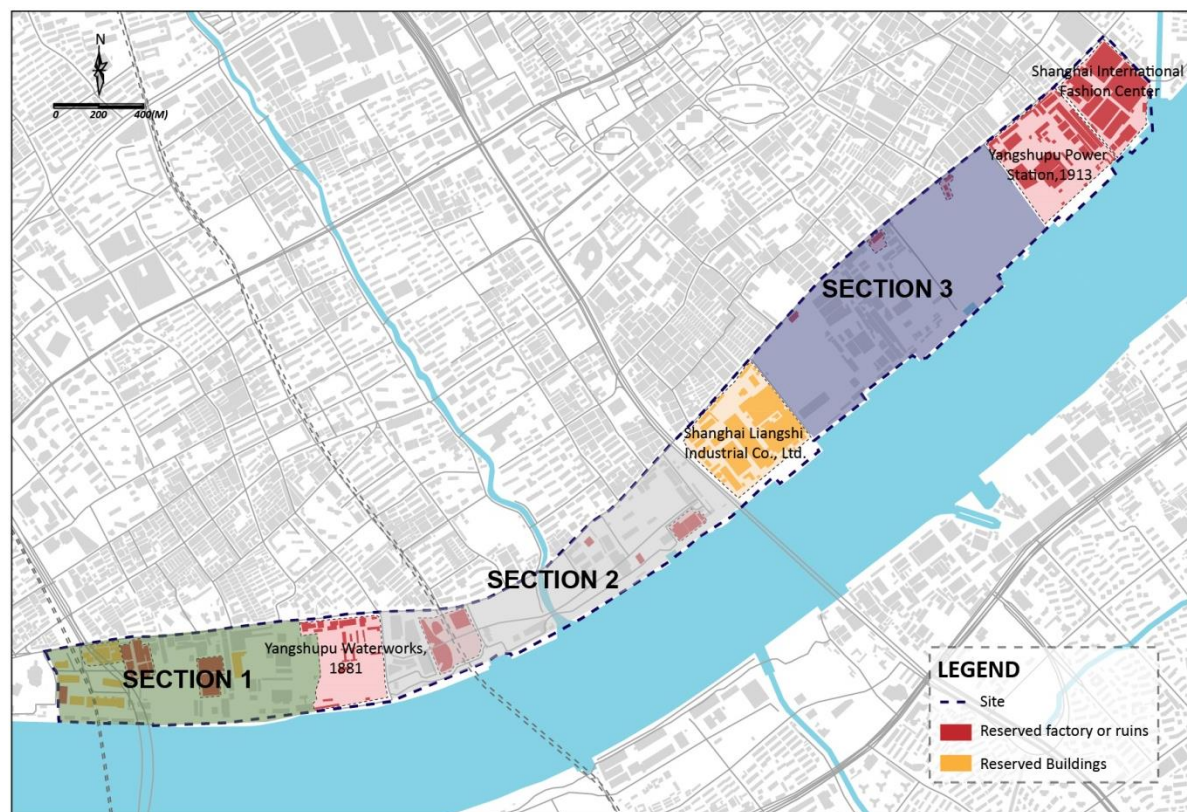 N
0 200 400(M)
Shanghai International
Fashion Center
Yangshupu Power
Station,1913
SECTION 3
Shanghai Liangshi
Industrial Co., Ltd.
SECTION 2
Yangshupu Waterworks,
1881
SECTION 1
LEGEND
Site
Reserved factory or ruins
Reserved Buildings